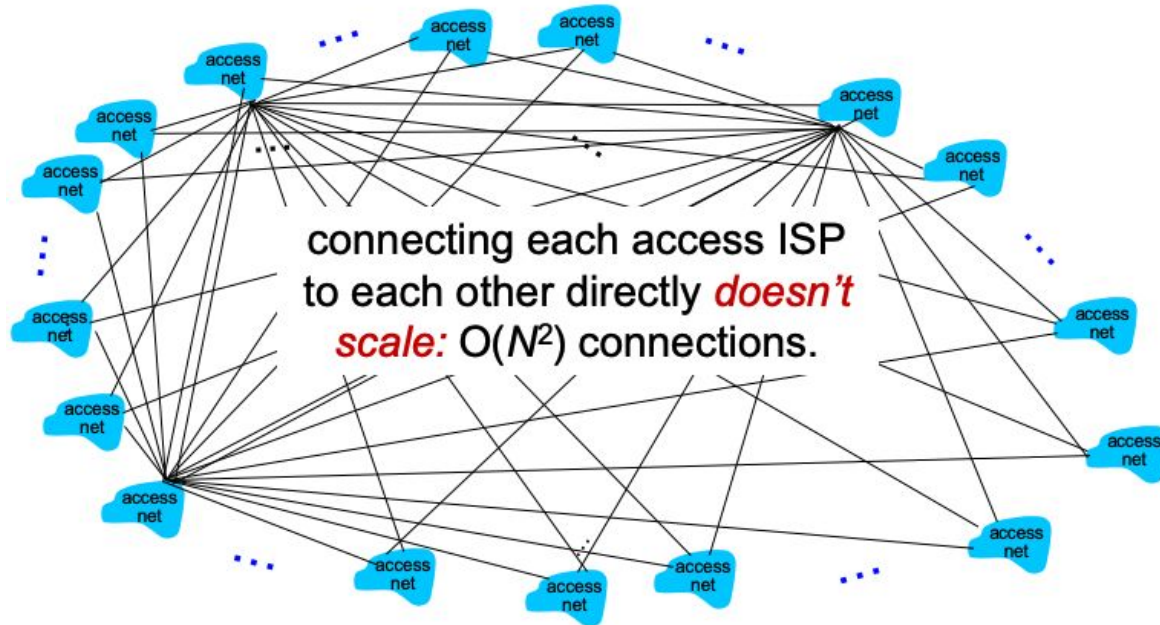 access
net
access
net
access
net
access
net
access
net
access
net
access
net
connecting each access ISP
to each other directly doesn't
scale: O(N²) connections.
access
net
access
net
access
net
access
net
access
net
access
net
access
net
access
net
access
net